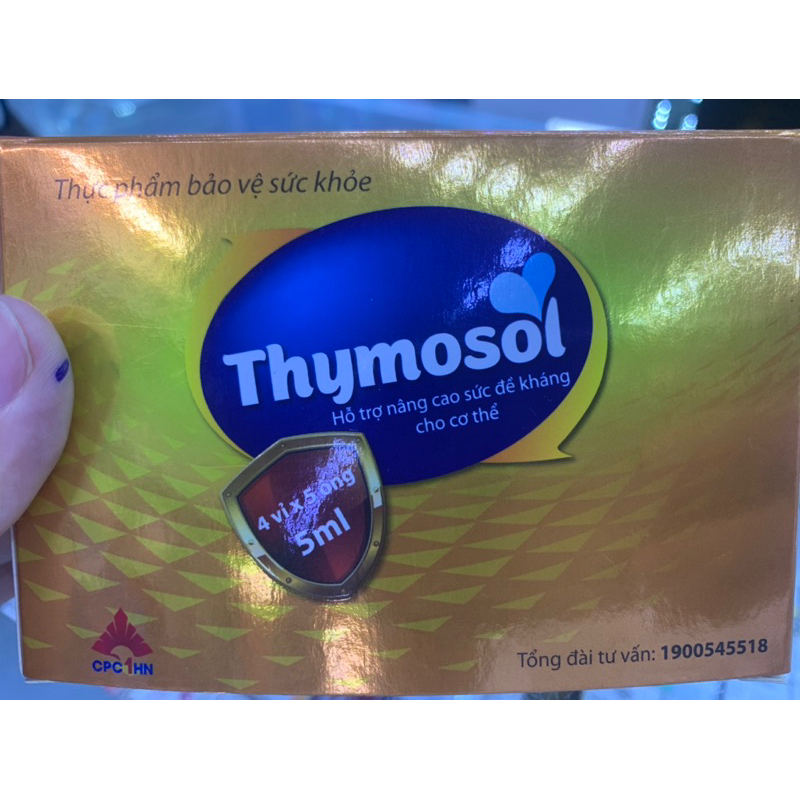 Thực phẩm bảo vệ sức khỏe
Thymosol
Hỗ trợ nâng cao sức đề kháng
cho cơ thể
4 vỉ x 5 ống
5ml
CPC1HN
Tổng đài tư vấn: 1900545518